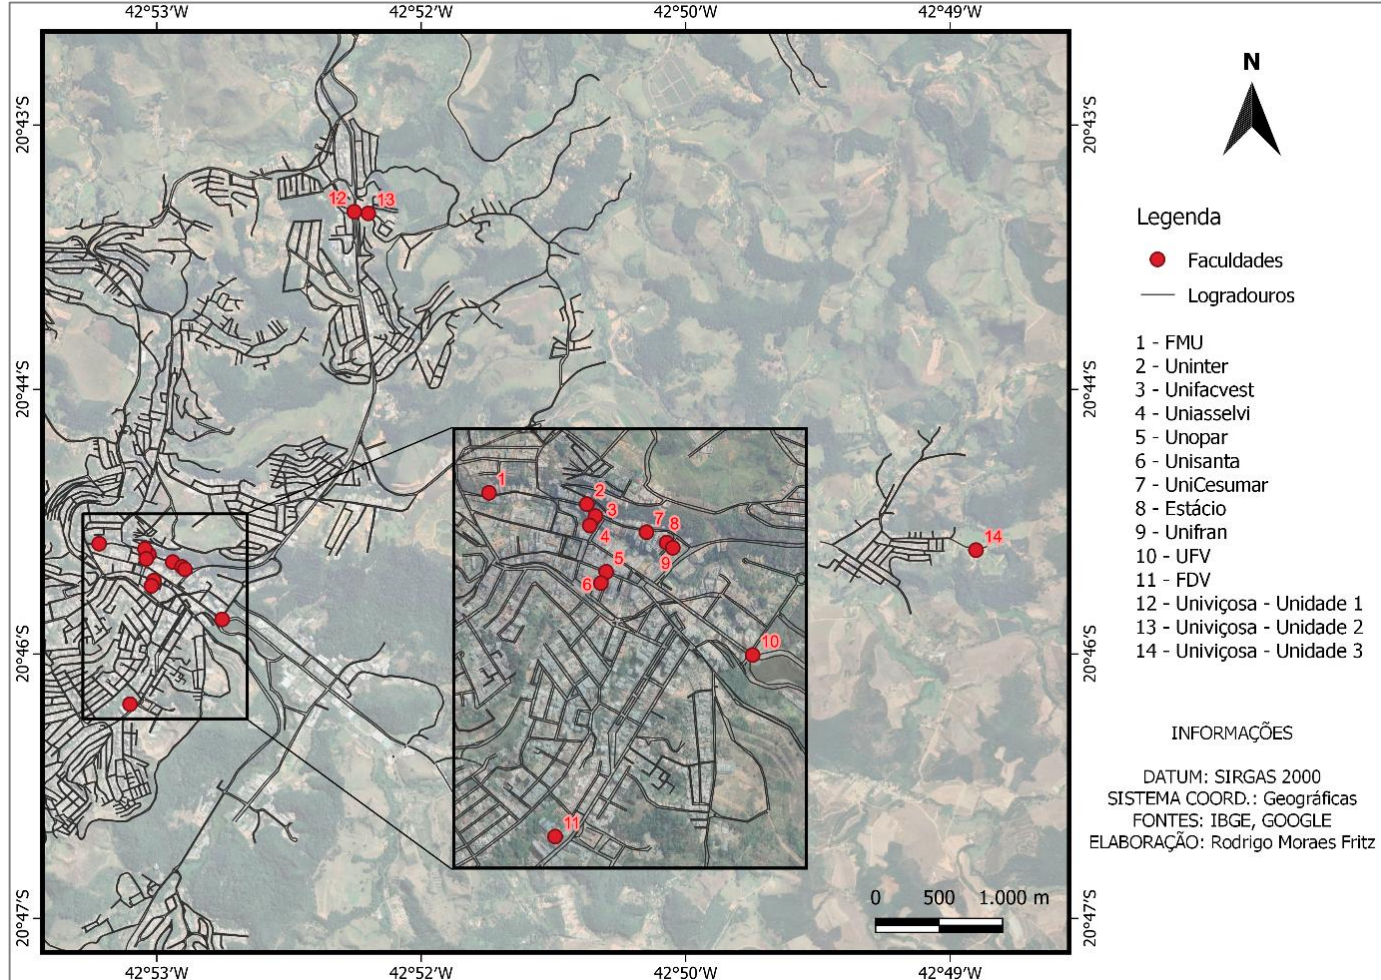 42°53′W 42°52′W 42°50′W 42°49′W
20°43′S 20°43′S
20°44′S 20°44′S
20°46′S 20°46′S
20°47′S 20°47′S
12 13
1
2
3
7 8
4
9
5
6
10
11
14
0 500 1.000 m
42°53′W 42°52′W 42°50′W 42°49′W
N
Legenda
Faculdades
Logradouros
1 - FMU
2 - Uninter
3 - Unifacvest
4 - Uniasselvi
5 - Unopar
6 - Unisanta
7 - UniCesumar
8 - Estácio
9 - Unifran
10 - UFV
11 - FDV
12 - Univiçosa - Unidade 1
13 - Univiçosa - Unidade 2
14 - Univiçosa - Unidade 3
INFORMAÇÕES
DATUM: SIRGAS 2000
SISTEMA COORD.: Geográficas
FONTES: IBGE, GOOGLE
ELABORAÇÃO: Rodrigo Moraes Fritz